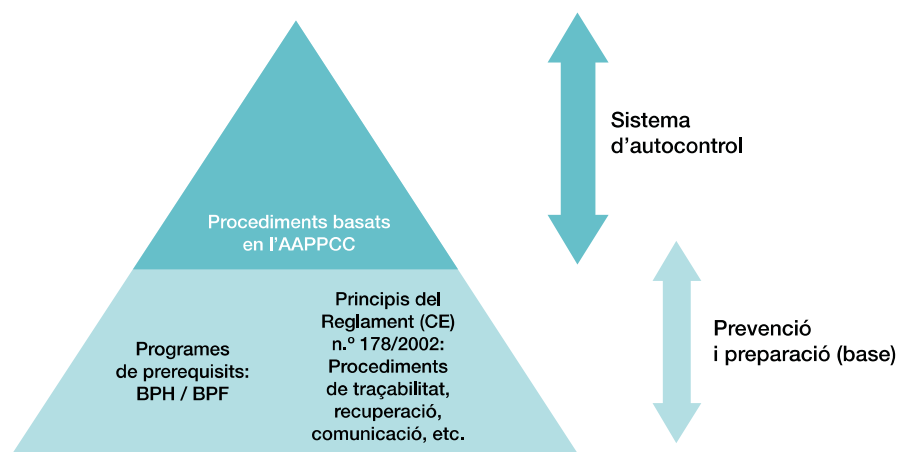 Procediments basats
en l'AAPPCC
Programes
de prerequisits:
BPH / BPF
Principis del
Reglament (CE)
n.º 178/2002:
Procediments
de traçabilitat,
recuperació,
comunicació, etc.
Sistema
d'autocontrol
Prevenció
i preparació (base)